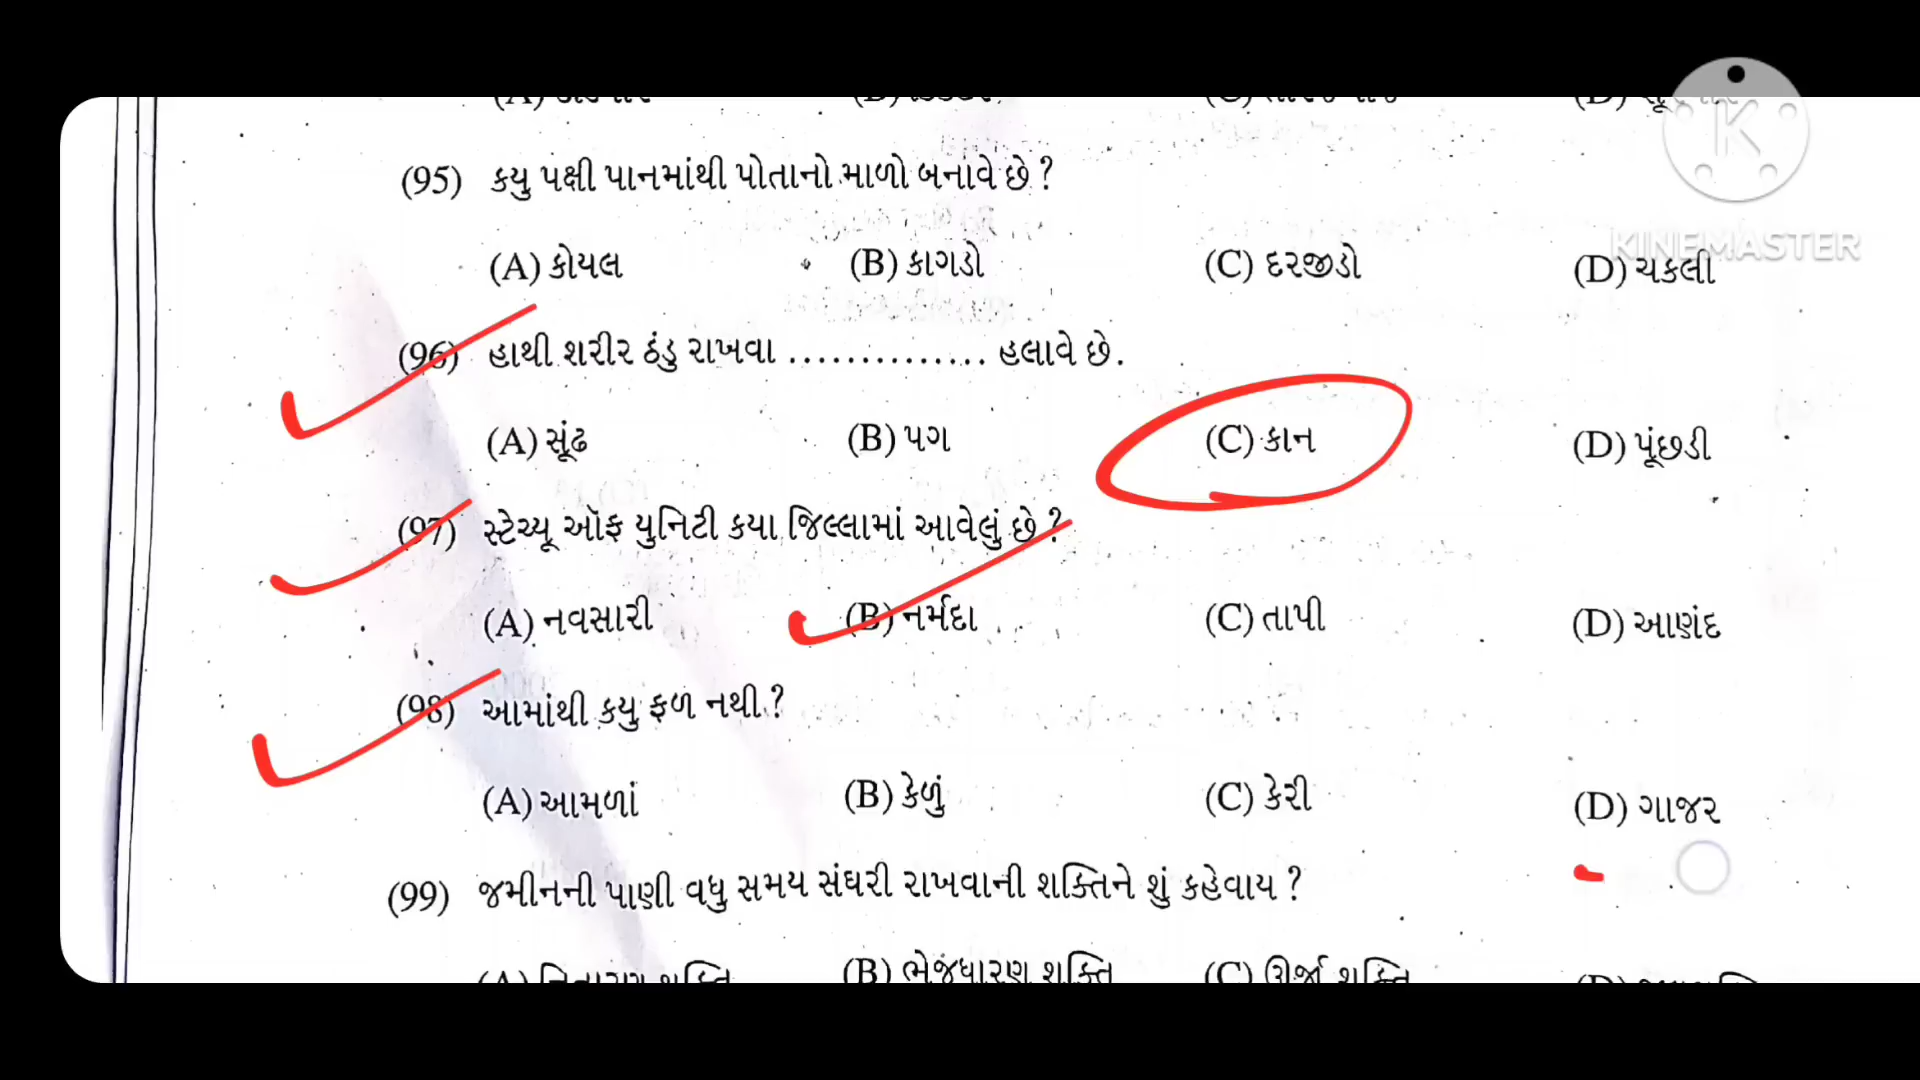 KINEMASTER
(95) કયુ પક્ષી પાનમાંથી પોતાનો માળો બનાવે છે ?
(A) કોયલ (B) કાગડો (C) દરજીડો (D) ચકલી
(96) હાથી શરીર ઠંડુ રાખવા .............. હલાવે છે.
(A) સૂંઢ (B) પગ (C) કાન (D) પૂંછડી
(97) સ્ટેચ્યૂ ઑફ યુનિટી કયા જિલ્લામાં આવેલું છે ?
(A) નવસારી (B) નર્મદા (C) તાપી (D) આણંદ
(98) આમાંથી કયુ ફળ નથી ?
(A) આમળાં (B) કેળું (C) કેરી (D) ગાજર
(99) જમીનની પાણી વધુ સમય સંઘરી રાખવાની શક્તિને શું કહેવાય ?
(B) ભેજધારણ શક્તિ (C) ઊર્જા શક્તિ